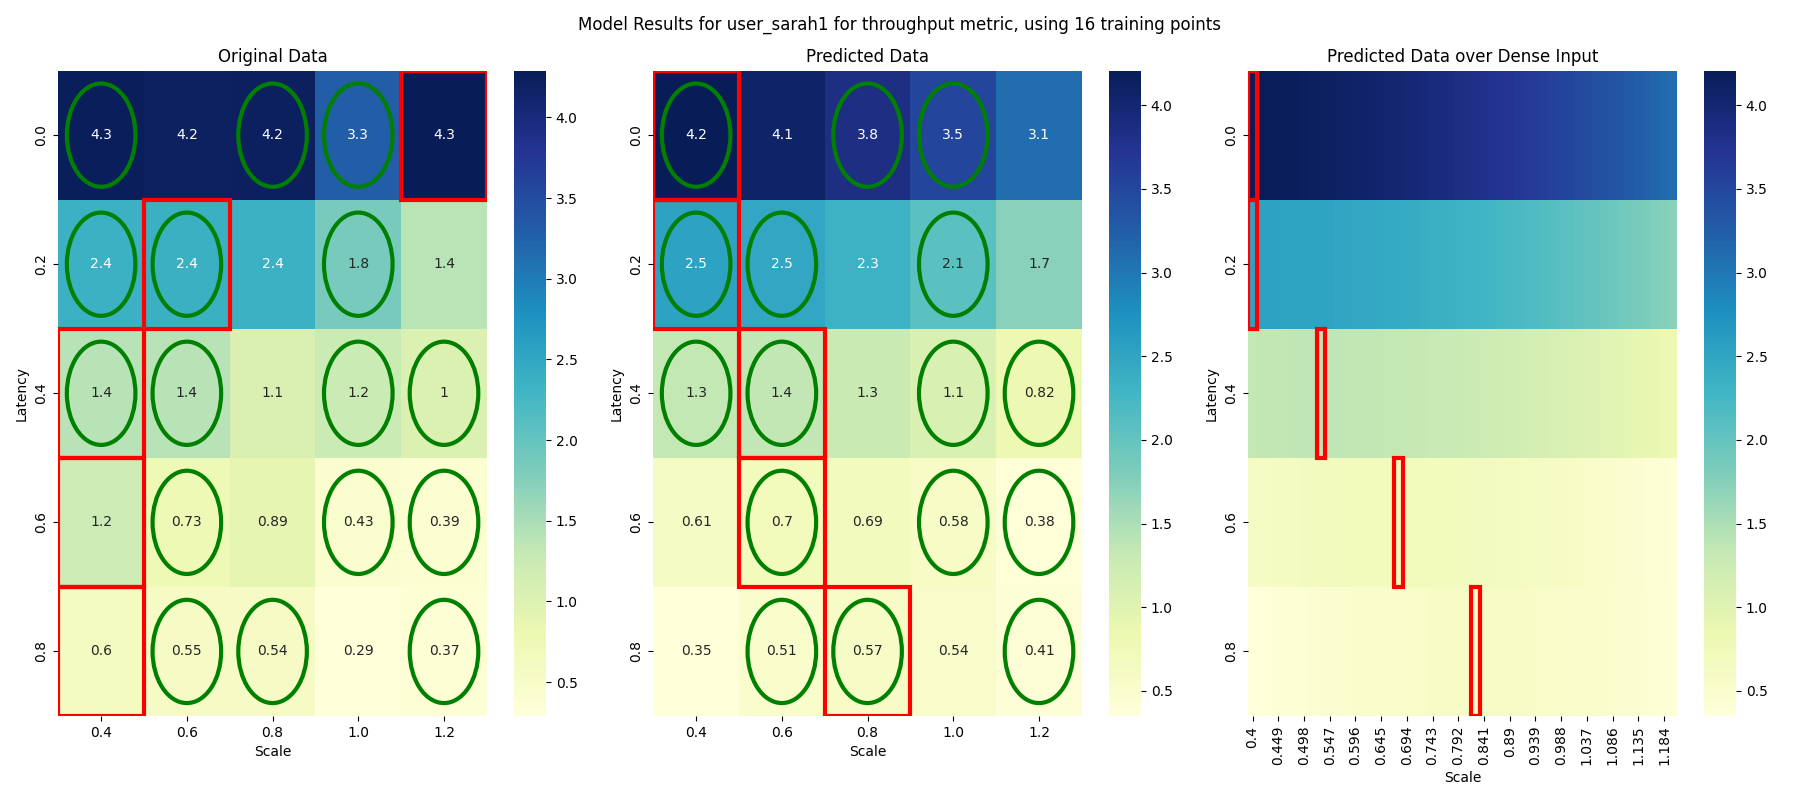 Model Results for user_sarah1 for throughput metric, using 16 training points
Original Data
4.3 4.2 4.2 3.3 4.3
2.4 2.4 2.4 1.8 1.4
1.4 1.4 1.1 1.2 1
1.2 0.73 0.89 0.43 0.39
0.6 0.55 0.54 0.29 0.37
0.0
0.2
0.4
0.6
0.8
Latency
0.4 0.6 0.8 1.0 1.2
Scale
4.0
3.5
3.0
2.5
2.0
1.5
1.0
0.5
Predicted Data
4.2 4.1 3.8 3.5 3.1
2.5 2.5 2.3 2.1 1.7
1.3 1.4 1.3 1.1 0.82
0.61 0.7 0.69 0.58 0.38
0.35 0.51 0.57 0.54 0.41
0.0
0.2
0.4
0.6
0.8
Latency
0.4 0.6 0.8 1.0 1.2
Scale
4.0
3.5
3.0
2.5
2.0
1.5
1.0
0.5
Predicted Data over Dense Input
0.0
0.2
0.4
0.6
0.8
Latency
0.4 0.449 0.498 0.547 0.596 0.645 0.694 0.743 0.792 0.841 0.89 0.939 0.988 1.037 1.086 1.135 1.184
Scale
4.0
3.5
3.0
2.5
2.0
1.5
1.0
0.5